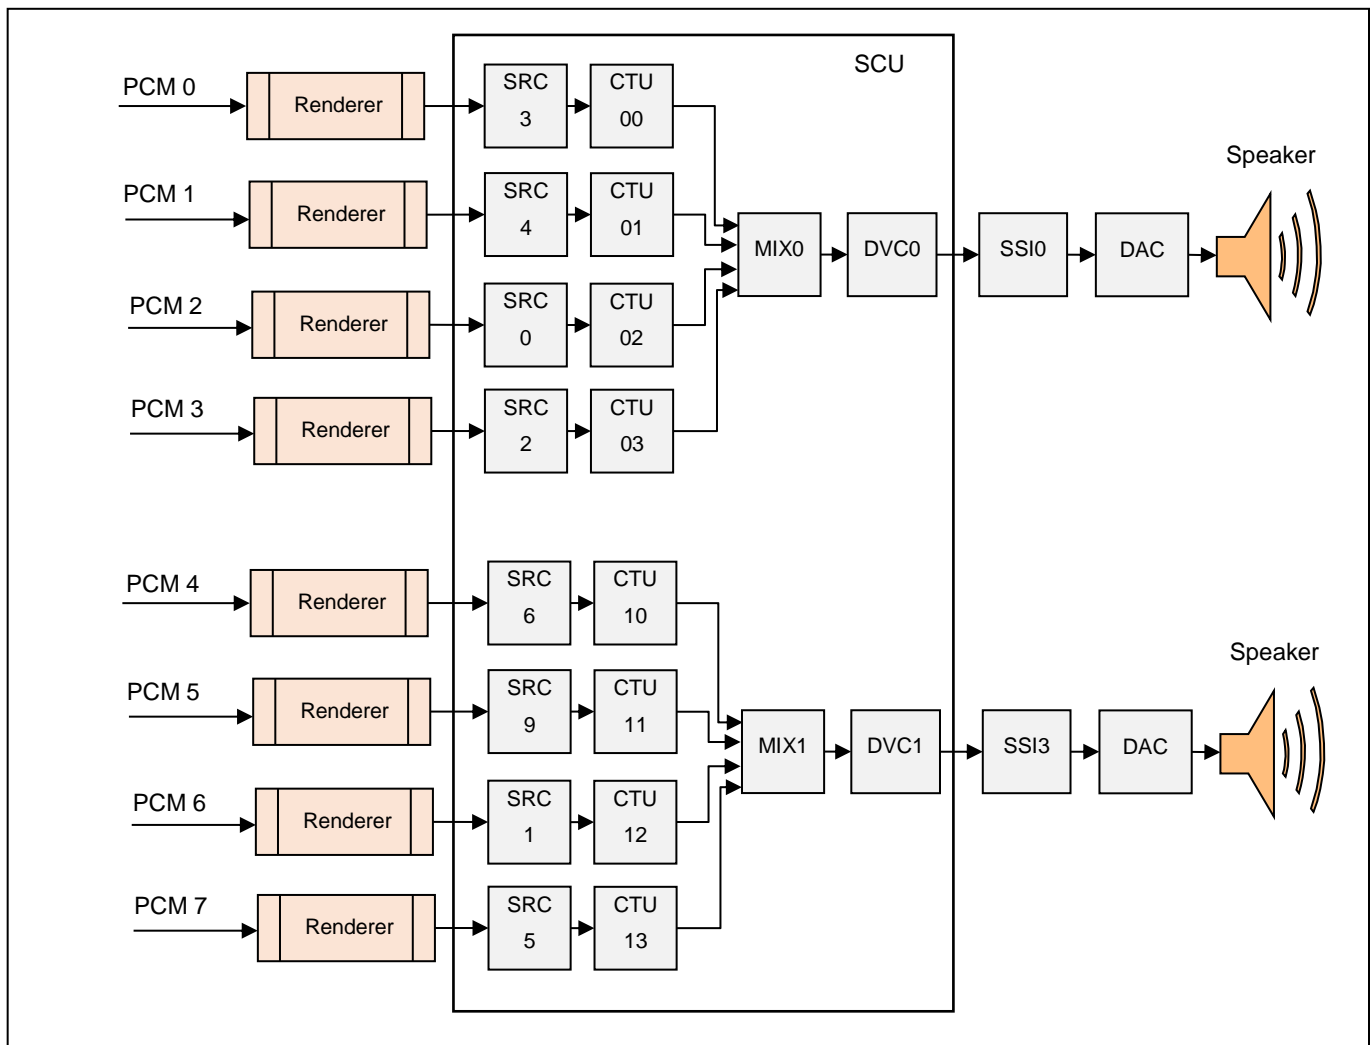 SCU
PCM 0
Renderer
SRC
3
CTU
00
PCM 1
Renderer
SRC
4
CTU
01
PCM 2
Renderer
SRC
0
CTU
02
PCM 3
Renderer
SRC
2
CTU
03
MIX0
DVC0
SSI0
DAC
Speaker
PCM 4
Renderer
SRC
6
CTU
10
PCM 5
Renderer
SRC
9
CTU
11
PCM 6
Renderer
SRC
1
CTU
12
PCM 7
Renderer
SRC
5
CTU
13
MIX1
DVC1
SSI3
DAC
Speaker